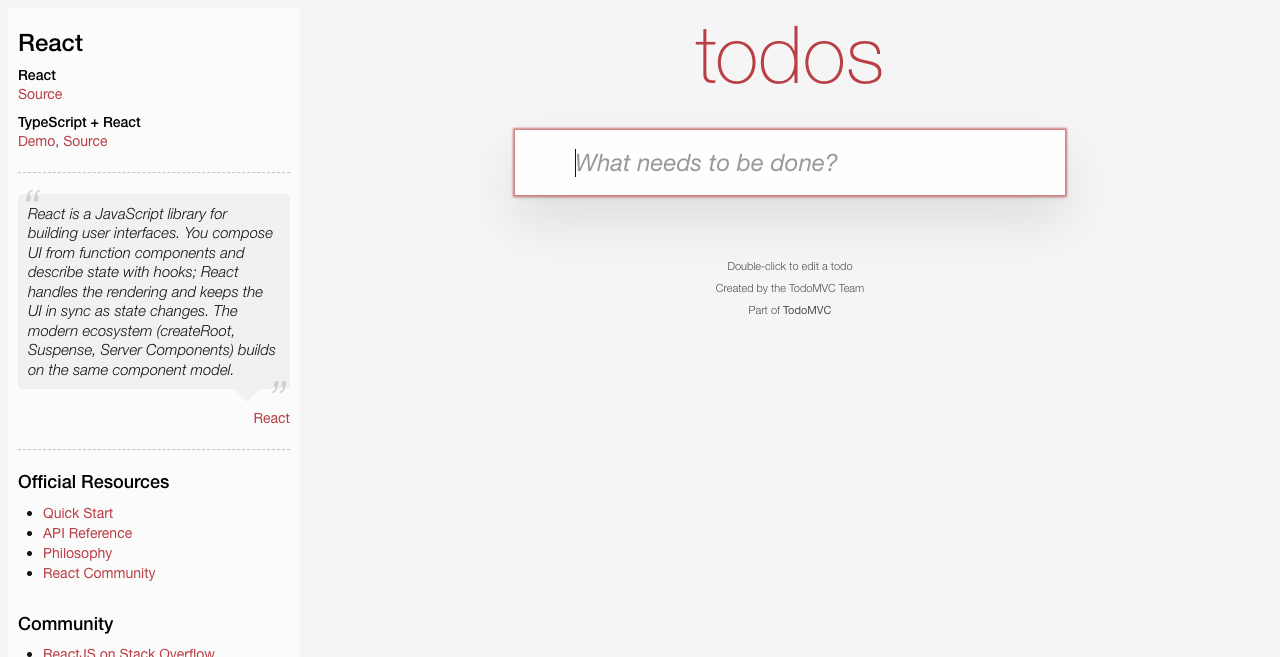 React
React
Source
TypeScript + React
Demo, Source
“
React is a JavaScript library for
building user interfaces. You compose
UI from function components and
describe state with hooks; React
handles the rendering and keeps the
UI in sync as state changes. The
modern ecosystem (createRoot,
Suspense, Server Components) builds
on the same component model.
”
React
Official Resources
Quick Start
API Reference
Philosophy
React Community
Community
ReactJS on Stack Overflow
todos
What needs to be done?
Double-click to edit a todo
Created by the TodoMVC Team
Part of TodoMVC